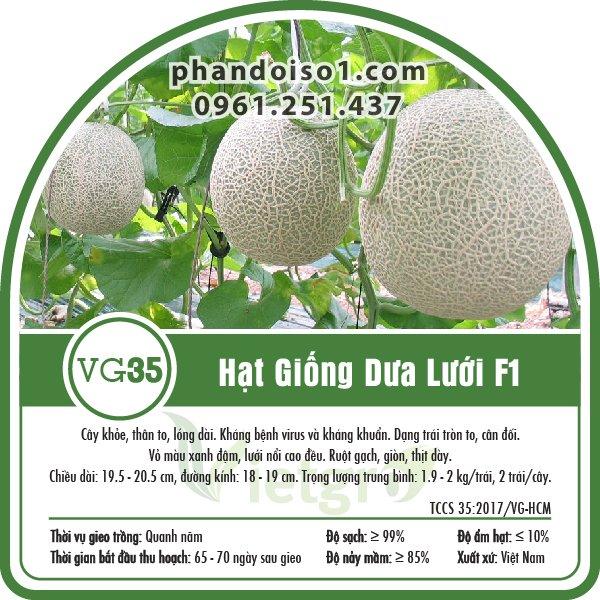 phandoiso1.com
0961.251.437
VG35
Hạt Giống Dưa Lưới F1
Cây khỏe, thân to, lóng dài. Kháng bệnh virus và kháng khuẩn. Dạng trái tròn to, cân đối.
Vỏ màu xanh đậm, lưới nổi cao đều. Ruột gạch, giòn, thịt dày.
Chiều dài: 19.5 - 20.5 cm, đường kính: 18 - 19 cm. Trọng lượng trung bình: 1.9 - 2 kg/trái, 2 trái/cây.
Vietgro
TCCS 35:2017/VG-HCM
Thời vụ gieo trồng: Quanh năm Độ sạch: ≥ 99% Độ ẩm hạt: ≤ 10%
Thời gian bắt đầu thu hoạch: 65 - 70 ngày sau gieo Độ nảy mầm: ≥ 85% Xuất xứ: Việt Nam